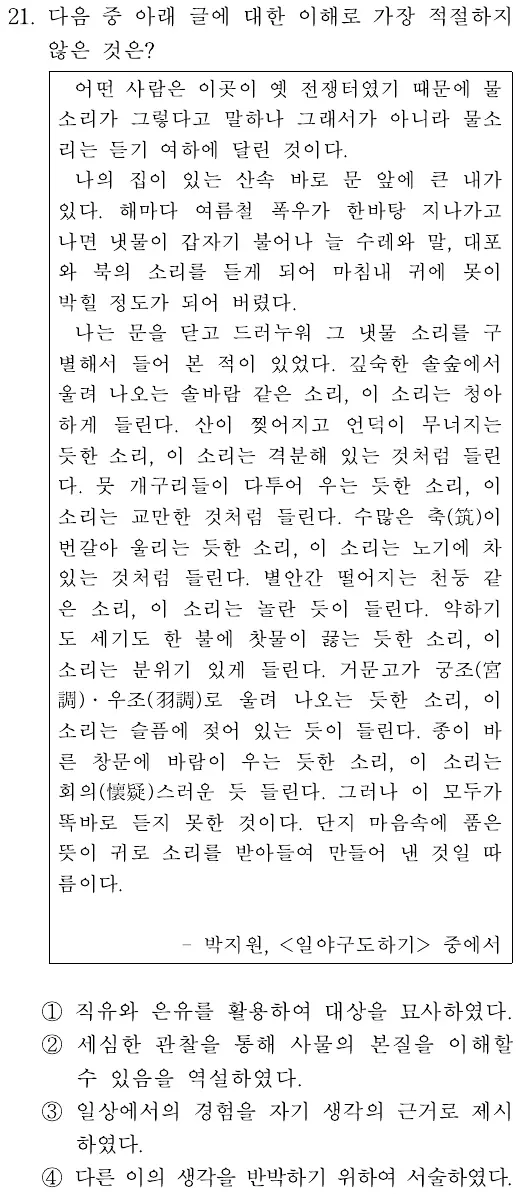 21. 다음 중 아래 글에 대한 이해로 가장 적절하지
않은 것은?
어떤 사람은 이곳이 옛 전쟁터였기 때문에 물
소리가 그렇다고 말하나 그래서가 아니라 물소
리는 듣기 여하에 달린 것이다.
나의 집이 있는 산속 바로 문 앞에 큰 내가
있다. 해마다 여름철 폭우가 한바탕 지나가고
나면 냇물이 갑자기 불어나 늘 수레와 말, 대포
와 북의 소리를 듣게 되어 마침내 귀에 못이
박힐 정도가 되어 버렸다.
나는 문을 닫고 드러누워 그 냇물 소리를 구
별해서 들어 본 적이 있었다. 깊숙한 솔숲에서
울려 나오는 솔바람 같은 소리, 이 소리는 청아
하게 들린다. 산이 찢어지고 언덕이 무너지는
듯한 소리, 이 소리는 격분해 있는 것처럼 들린
다. 뭇 개구리들이 다투어 우는 듯한 소리, 이
소리는 교만한 것처럼 들린다. 수많은 축(筑)이
번갈아 울리는 듯한 소리, 이 소리는 노기에 차
있는 것처럼 들린다. 별안간 떨어지는 천둥 같
은 소리, 이 소리는 놀란 듯이 들린다. 약하기
도 세기도 한 불에 찻물이 끓는 듯한 소리, 이
소리는 분위기 있게 들린다. 거문고가 궁조(宮
調)·우조(羽調)로 울려 나오는 듯한 소리, 이
소리는 슬픔에 젖어 있는 듯이 들린다. 종이 바
른 창문에 바람이 우는 듯한 소리, 이 소리는
회의(懷疑)스러운 듯 들린다. 그러나 이 모두가
똑바로 듣지 못한 것이다. 단지 마음속에 품은
뜻이 귀로 소리를 받아들여 만들어 낸 것일 따
름이다.
- 박지원, <일야구도하기> 중에서
① 직유와 은유를 활용하여 대상을 묘사하였다.
② 세심한 관찰을 통해 사물의 본질을 이해할
수 있음을 역설하였다.
③ 일상에서의 경험을 자기 생각의 근거로 제시
하였다.
④ 다른 이의 생각을 반박하기 위하여 서술하였다.